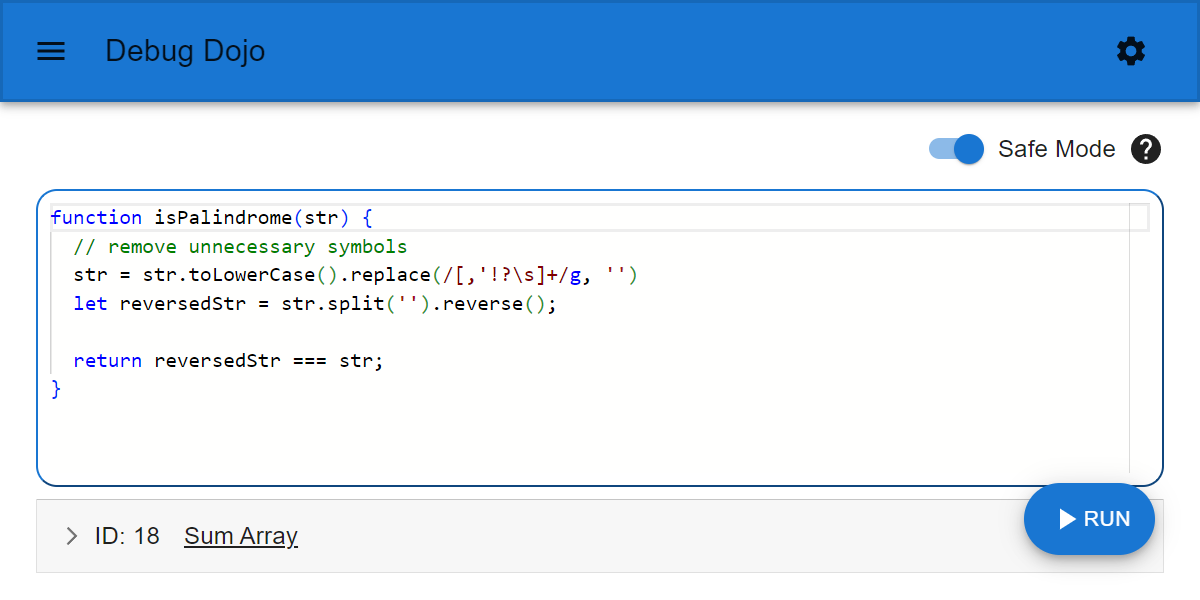 Debug Dojo
Safe Mode ?
function isPalindrome(str) {
  // remove unnecessary symbols
  str = str.toLowerCase().replace(/[,'!?\s]+/g, '')
  let reversedStr = str.split('').reverse();
  return reversedStr === str;
}
RUN
ID: 18 Sum Array